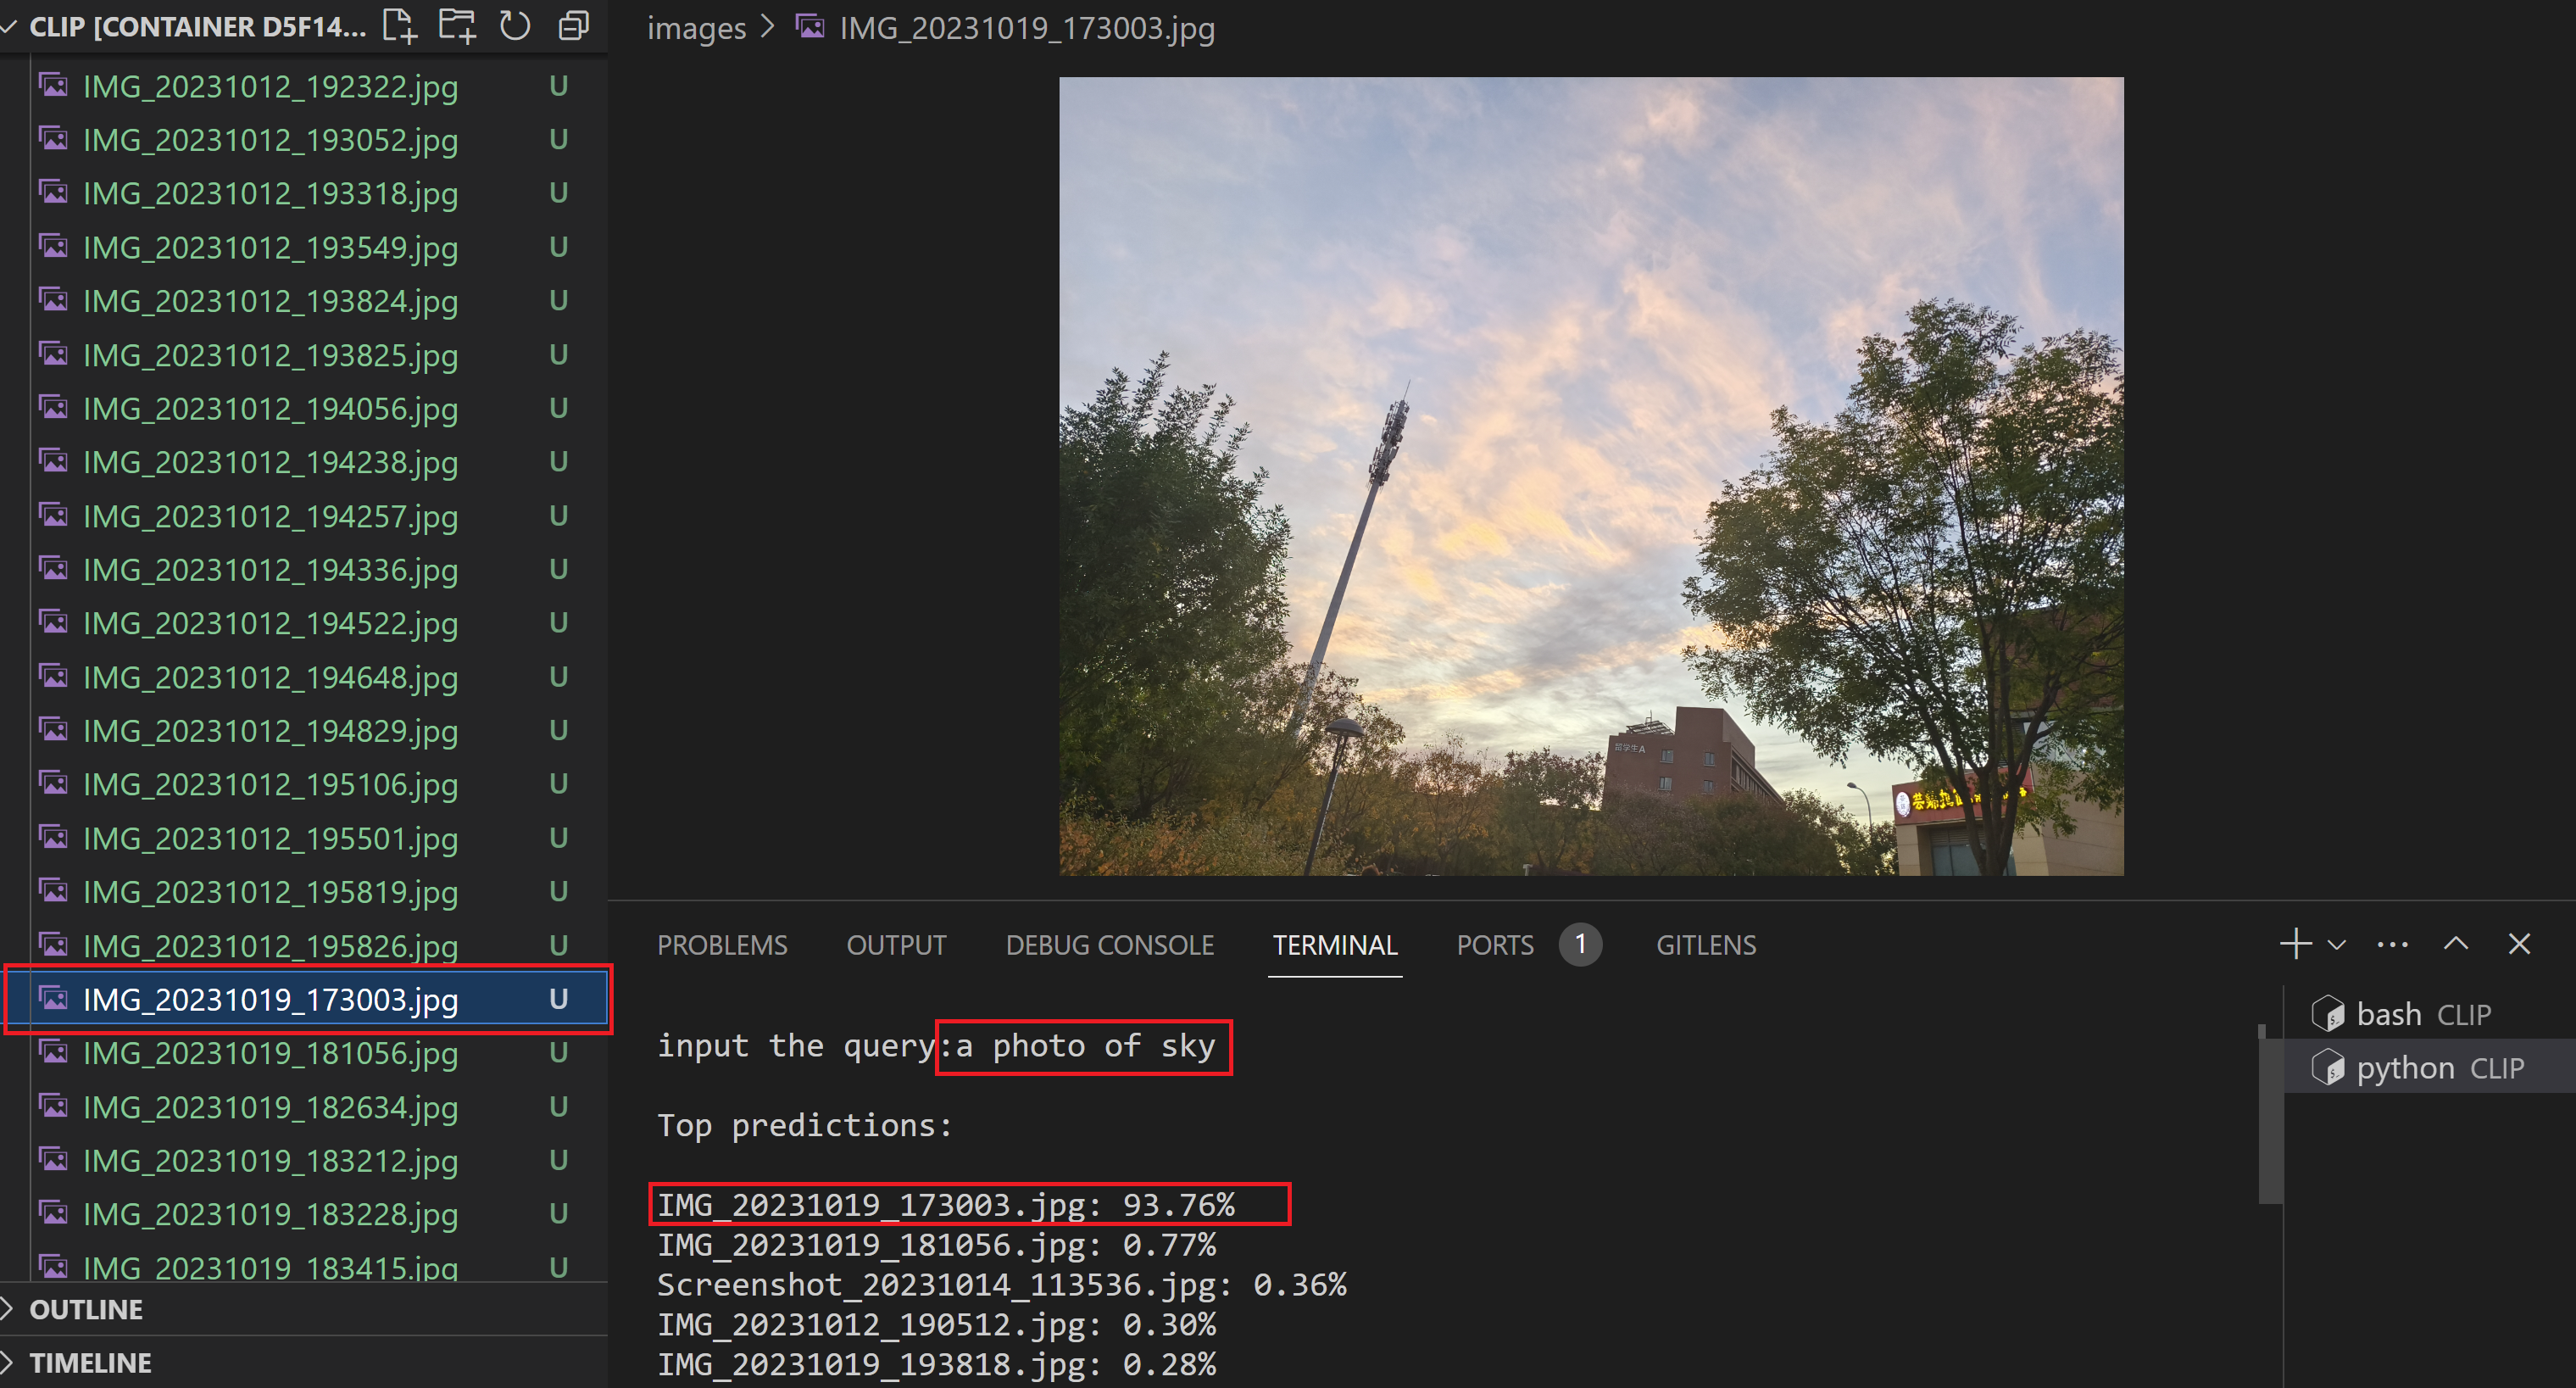 CLIP [CONTAINER D5F14...
IMG_20231012_192322.jpg U
IMG_20231012_193052.jpg U
IMG_20231012_193318.jpg U
IMG_20231012_193549.jpg U
IMG_20231012_193824.jpg U
IMG_20231012_193825.jpg U
IMG_20231012_194056.jpg U
IMG_20231012_194238.jpg U
IMG_20231012_194257.jpg U
IMG_20231012_194336.jpg U
IMG_20231012_194522.jpg U
IMG_20231012_194648.jpg U
IMG_20231012_194829.jpg U
IMG_20231012_195106.jpg U
IMG_20231012_195501.jpg U
IMG_20231012_195819.jpg U
IMG_20231012_195826.jpg U
IMG_20231019_173003.jpg U
IMG_20231019_181056.jpg U
IMG_20231019_182634.jpg U
IMG_20231019_183212.jpg U
IMG_20231019_183228.jpg U
IMG_20231019_183415.jpg U
OUTLINE
TIMELINE
images > IMG_20231019_173003.jpg
留学生A
PROBLEMS OUTPUT DEBUG CONSOLE TERMINAL PORTS 1 GITLENS
input the query:a photo of sky
Top predictions:
IMG_20231019_173003.jpg: 93.76%
IMG_20231019_181056.jpg: 0.77%
Screenshot_20231014_113536.jpg: 0.36%
IMG_20231012_190512.jpg: 0.30%
IMG_20231019_193818.jpg: 0.28%
bash CLIP
python CLIP